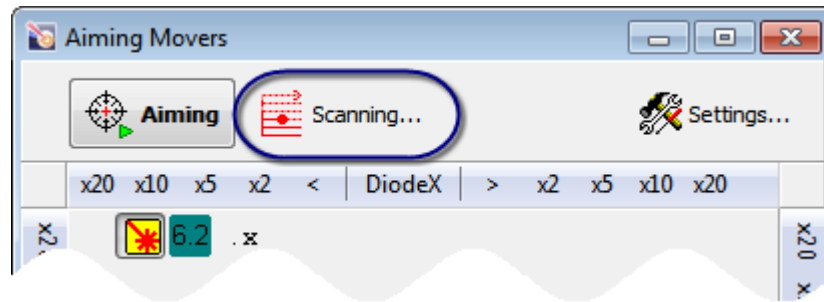 Aiming Movers
Aiming Scanning... Settings...
x20 x10 x5 x2 < DiodeX > x2 x5 x10 x20
6.2 .x
x20